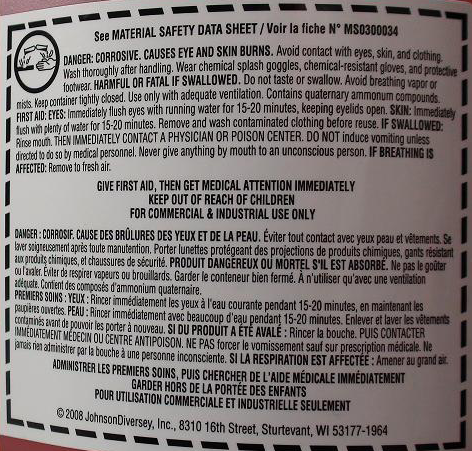 See MATERIAL SAFETY DATA SHEET / Voir la fiche N° MS0300034
DANGER: CORROSIVE. CAUSES EYE AND SKIN BURNS. Avoid contact with eyes, skin, and clothing.
Wash thoroughly after handling. Wear chemical splash goggles, chemical-resistant gloves, and protective
footwear. HARMFUL OR FATAL IF SWALLOWED. Do not taste or swallow. Avoid breathing vapor or
mists. Keep container tightly closed. Use only with adequate ventilation. Contains quaternary ammonium compounds.
FIRST AID: EYES: Immediately flush eyes with running water for 15-20 minutes, keeping eyelids open. SKIN: Immediately
flush with plenty of water for 15-20 minutes. Remove and wash contaminated clothing before reuse. IF SWALLOWED:
Rinse mouth. THEN IMMEDIATELY CONTACT A PHYSICIAN OR POISON CENTER. DO NOT induce vomiting unless
directed to do so by medical personnel. Never give anything by mouth to an unconscious person. IF BREATHING IS
AFFECTED: Remove to fresh air.
GIVE FIRST AID, THEN GET MEDICAL ATTENTION IMMEDIATELY
KEEP OUT OF REACH OF CHILDREN
FOR COMMERCIAL & INDUSTRIAL USE ONLY
DANGER : CORROSIF. CAUSE DES BRÛLURES DES YEUX ET DE LA PEAU. Éviter tout contact avec yeux peau et vêtements. Se
laver soigneusement après toute manutention. Porter lunettes protégeant des projections de produits chimiques, gants résistant
aux produits chimiques, et chaussures de sécurité. PRODUIT DANGEREUX OU MORTEL S'IL EST ABSORBÉ. Ne pas le goûter
ou l'avaler. Éviter de respirer vapeurs ou brouillards. Garder le conteneur bien fermé. À n'utiliser qu'avec une ventilation
adéquate. Contient des composés d'ammonium quaternaire.
PREMIERS SOINS : YEUX : Rincer immédiatement les yeux à l'eau courante pendant 15-20 minutes, en maintenant les
paupières ouvertes. PEAU : Rincer immédiatement avec beaucoup d'eau pendant 15-20 minutes. Enlever et laver les vêtements
contaminés avant de pouvoir les porter à nouveau. SI DU PRODUIT A ÉTÉ AVALÉ : Rincer la bouche. PUIS CONTACTER
IMMÉDIATEMENT MÉDECIN OU CENTRE ANTIPOISON. NE PAS forcer le vomissement sauf sur prescription médicale. Ne
jamais rien administrer par la bouche à une personne inconsciente. SI LA RESPIRATION EST AFFECTÉE : Amener au grand air.
ADMINISTRER LES PREMIERS SOINS, PUIS CHERCHER DE L'AIDE MÉDICALE IMMÉDIATEMENT
GARDER HORS DE LA PORTÉE DES ENFANTS
POUR UTILISATION COMMERCIALE ET INDUSTRIELLE SEULEMENT
© 2008 JohnsonDiversey, Inc., 8310 16th Street, Sturtevant, WI 53177-1964